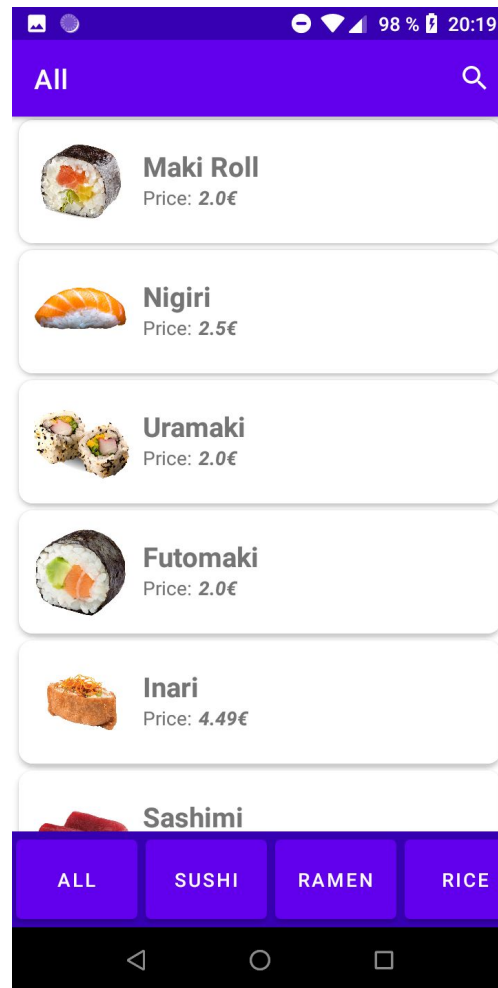 98 % 20:19
All
Maki Roll
Price: 2.0€
Nigiri
Price: 2.5€
Uramaki
Price: 2.0€
Futomaki
Price: 2.0€
Inari
Price: 4.49€
Sashimi
ALL SUSHI RAMEN RICE